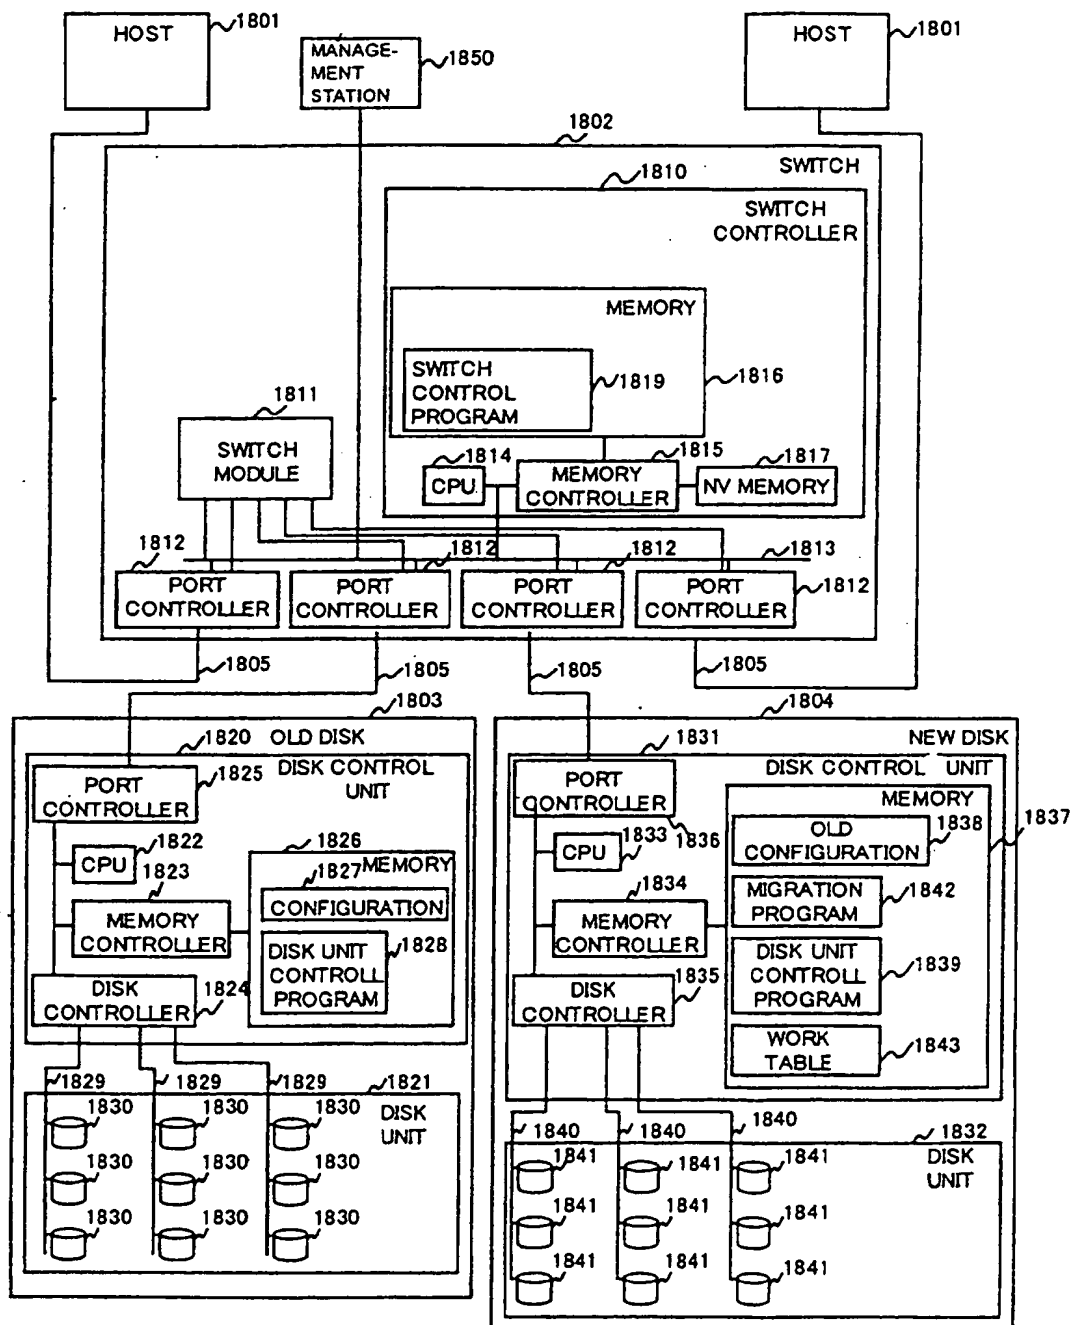 HOST
1801
MANAGE-
MENT
STATION
1850
HOST
1801
1802
SWITCH
1810
SWITCH
CONTROLLER
MEMORY
SWITCH
CONTROL
PROGRAM
1819
1816
1811
SWITCH
MODULE
1814
CPU
1815
MEMORY
CONTROLLER
1817
NV MEMORY
1812
1812
1812
1813
PORT
CONTROLLER
PORT
CONTROLLER
PORT
CONTROLLER
PORT
CONTROLLER
1812
1805
1805
1805
1805
1803
OLD DISK
1820
DISK CONTROL
UNIT
PORT
CONTROLLER
1825
1822
CPU
1823
MEMORY
CONTROLLER
1826
MEMORY
1827
CONFIGURATION
DISK UNIT
CONTROLL
PROGRAM
1828
DISK
CONTROLLER
1824
1829
1829
1829
1821
DISK
UNIT
1830
1830
1830
1830
1830
1830
1830
1830
1830
1804
NEW DISK
1831
DISK CONTROL UNIT
PORT
CONTROLLER
1836
1833
CPU
1834
MEMORY
CONTROLLER
MEMORY
1837
OLD
CONFIGURATION
1838
MIGRATION
PROGRAM
1842
DISK UNIT
CONTROLL
PROGRAM
1839
WORK
TABLE
1843
DISK
CONTROLLER
1835
1840
1840
1840
1832
DISK
UNIT
1841
1841
1841
1841
1841
1841
1841
1841
1841